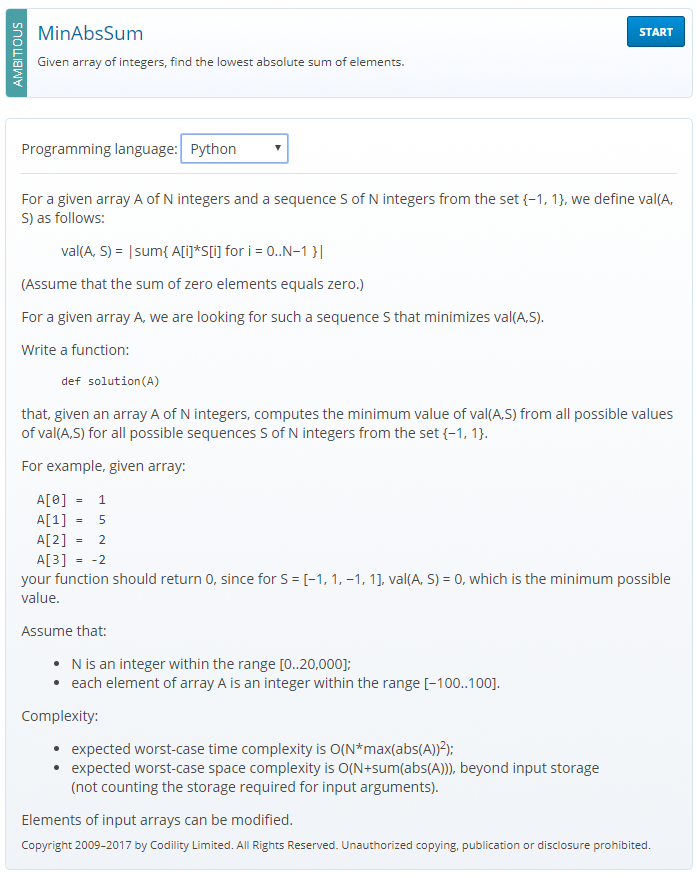 AMBITIOUS
MinAbsSum
START
Given array of integers, find the lowest absolute sum of elements.
Programming language: Python
For a given array A of N integers and a sequence S of N integers from the set {−1, 1}, we define val(A,
S) as follows:
val(A, S) = |sum{ A[i]*S[i] for i = 0..N−1 }|
(Assume that the sum of zero elements equals zero.)
For a given array A, we are looking for such a sequence S that minimizes val(A,S).
Write a function:
def solution(A)
that, given an array A of N integers, computes the minimum value of val(A,S) from all possible values
of val(A,S) for all possible sequences S of N integers from the set {−1, 1}.
For example, given array:
A[0] = 1
A[1] = 5
A[2] = 2
A[3] = -2
your function should return 0, since for S = [−1, 1, −1, 1], val(A, S) = 0, which is the minimum possible
value.
Assume that:
• N is an integer within the range [0..20,000];
• each element of array A is an integer within the range [−100..100].
Complexity:
• expected worst-case time complexity is O(N*max(abs(A))²);
• expected worst-case space complexity is O(N+sum(abs(A))), beyond input storage
(not counting the storage required for input arguments).
Elements of input arrays can be modified.
Copyright 2009–2017 by Codility Limited. All Rights Reserved. Unauthorized copying, publication or disclosure prohibited.